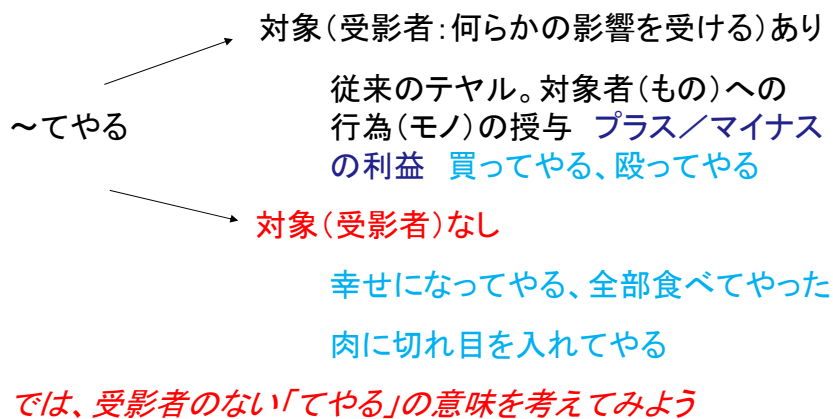 対象（受影者：何らかの影響を受ける）あり
従来のテヤル。対象者（もの）への
～てやる
行為（モノ）の授与　プラス／マイナス
の利益　買ってやる、殴ってやる
対象（受影者）なし
幸せになってやる、全部食べてやった
肉に切れ目を入れてやる
では、受影者のない「てやる」の意味を考えてみよう